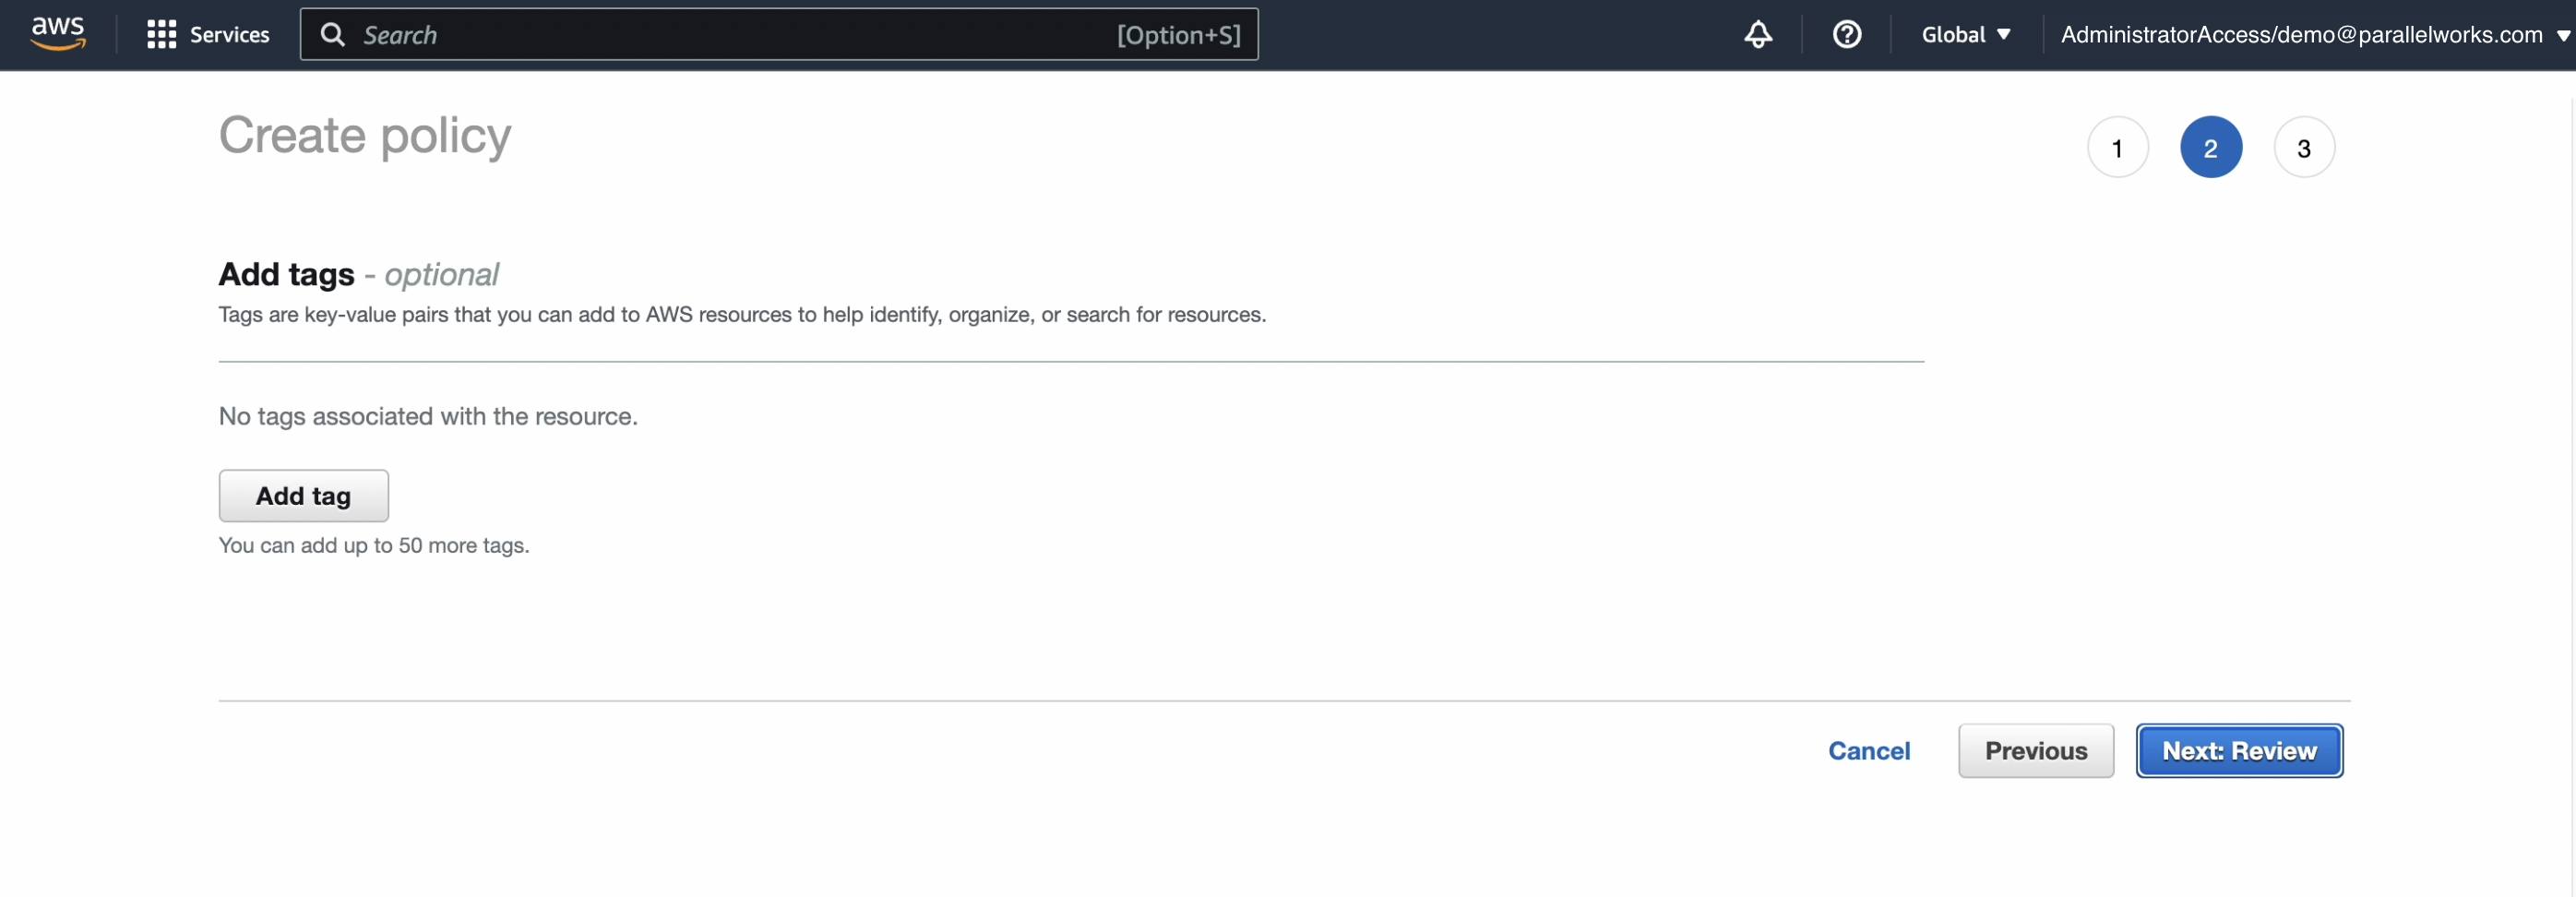 aws Services Search [Option+S] Global AdministratorAccess/demo@parallelworks.com
Create policy
1 2 3
Add tags - optional
Tags are key-value pairs that you can add to AWS resources to help identify, organize, or search for resources.
No tags associated with the resource.
Add tag
You can add up to 50 more tags.
Cancel Previous Next: Review